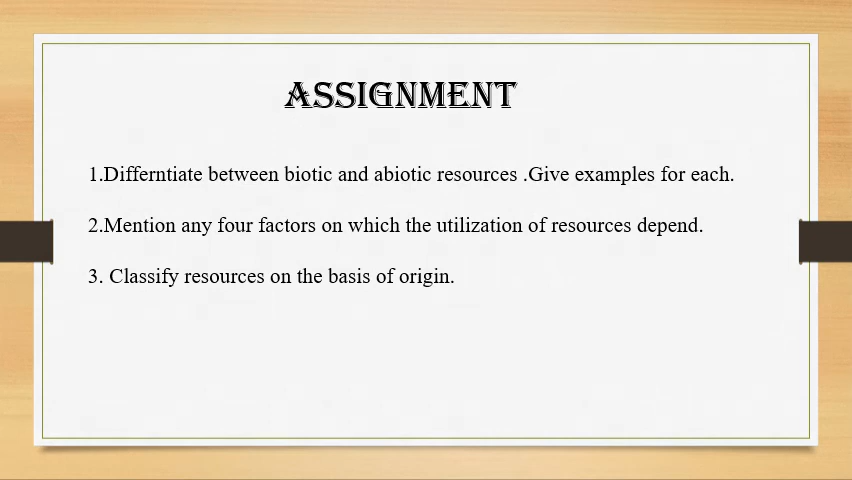 ASSIGNMENT
1.Differntiate between biotic and abiotic resources .Give examples for each.
2.Mention any four factors on which the utilization of resources depend.
3. Classify resources on the basis of origin.